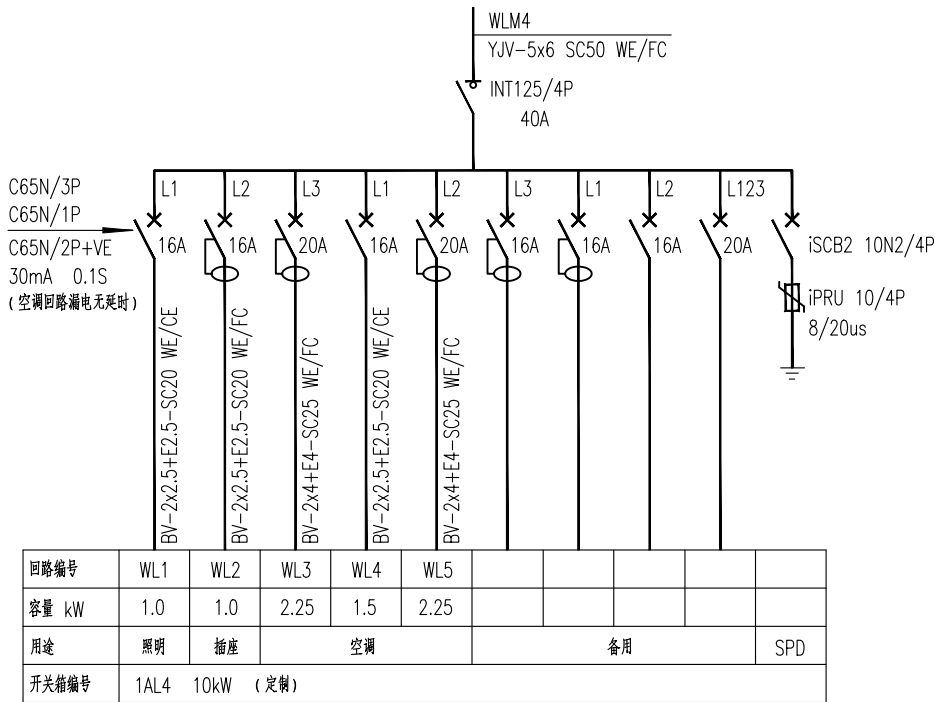 WLM4
YJV-5x6 SC50 WE/FC
INT125/4P
40A
C65N/3P
C65N/1P
C65N/2P+VE
30mA 0.1S
(空调回路漏电无延时)
L1 L2 L3 L1 L2 L3 L1 L2 L123
16A 16A 20A 16A 20A 16A 16A 16A 20A
iSCB2 10N2/4P
iPRU 10/4P
8/20us
BV-2x2.5+E2.5-SC20 WE/CE
BV-2x2.5+E2.5-SC20 WE/FC
BV-2x4+E4-SC25 WE/FC
BV-2x2.5+E2.5-SC20 WE/CE
BV-2x4+E4-SC25 WE/FC
回路编号 WL1 WL2 WL3 WL4 WL5
容量 kW 1.0 1.0 2.25 1.5 2.25
用途 照明 插座 空调 备用 SPD
开关箱编号 1AL4 10kW (定制)